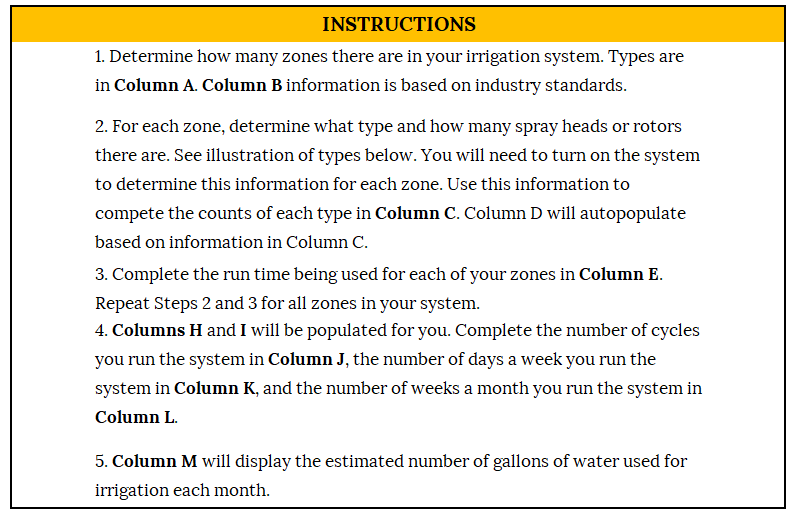 INSTRUCTIONS
1. Determine how many zones there are in your irrigation system. Types are
in Column A. Column B information is based on industry standards.
2. For each zone, determine what type and how many spray heads or rotors
there are. See illustration of types below. You will need to turn on the system
to determine this information for each zone. Use this information to
compete the counts of each type in Column C. Column D will autopopulate
based on information in Column C.
3. Complete the run time being used for each of your zones in Column E.
Repeat Steps 2 and 3 for all zones in your system.
4. Columns H and I will be populated for you. Complete the number of cycles
you run the system in Column J, the number of days a week you run the
system in Column K, and the number of weeks a month you run the system in
Column L.
5. Column M will display the estimated number of gallons of water used for
irrigation each month.